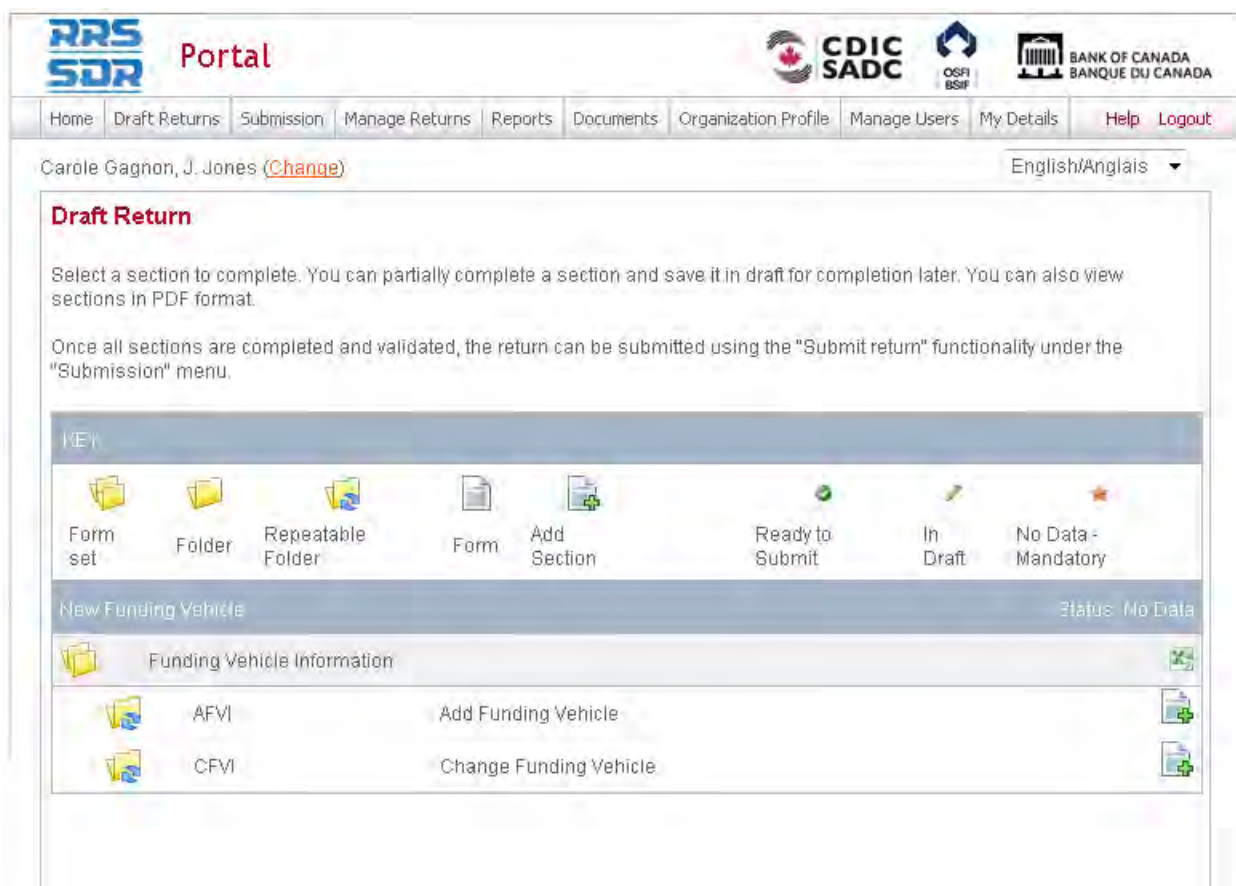 RRS
SDR
Portal
CDIC
SADC
OSFI
BSIF
BANK OF CANADA
BANQUE DU CANADA
Home Draft Returns Submission Manage Returns Reports Documents Organization Profile Manage Users My Details Help Logout
Carole Gagnon, J. Jones (Change)
English/Anglais
Draft Return
Select a section to complete. You can partially complete a section and save it in draft for completion later. You can also view
sections in PDF format.
Once all sections are completed and validated, the return can be submitted using the "Submit return" functionality under the
"Submission" menu.
KEY
Form set
Folder
Repeatable Folder
Form
Add Section
Ready to Submit
In Draft
No Data - Mandatory
New Funding Vehicle Status: No Data
Funding Vehicle Information
AFVI Add Funding Vehicle
CFVI Change Funding Vehicle